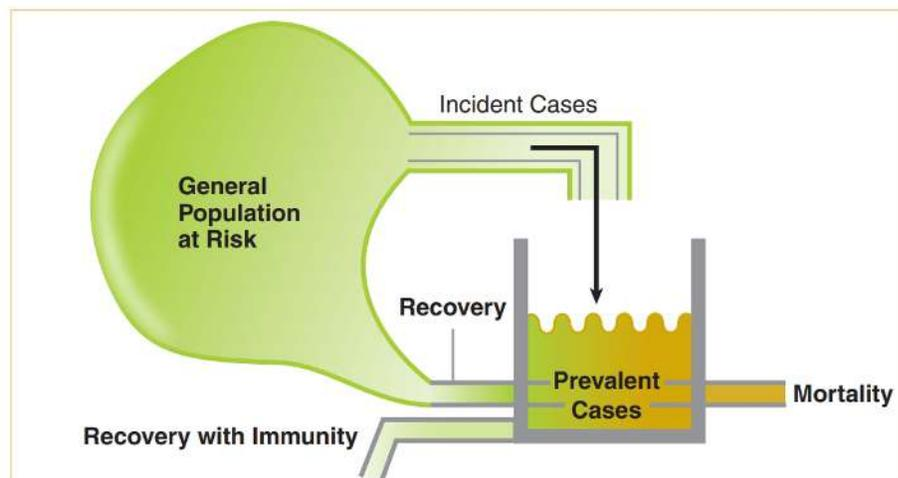 Incident Cases
General
Population
at Risk
Recovery
Prevalent
Cases
Mortality
Recovery with Immunity